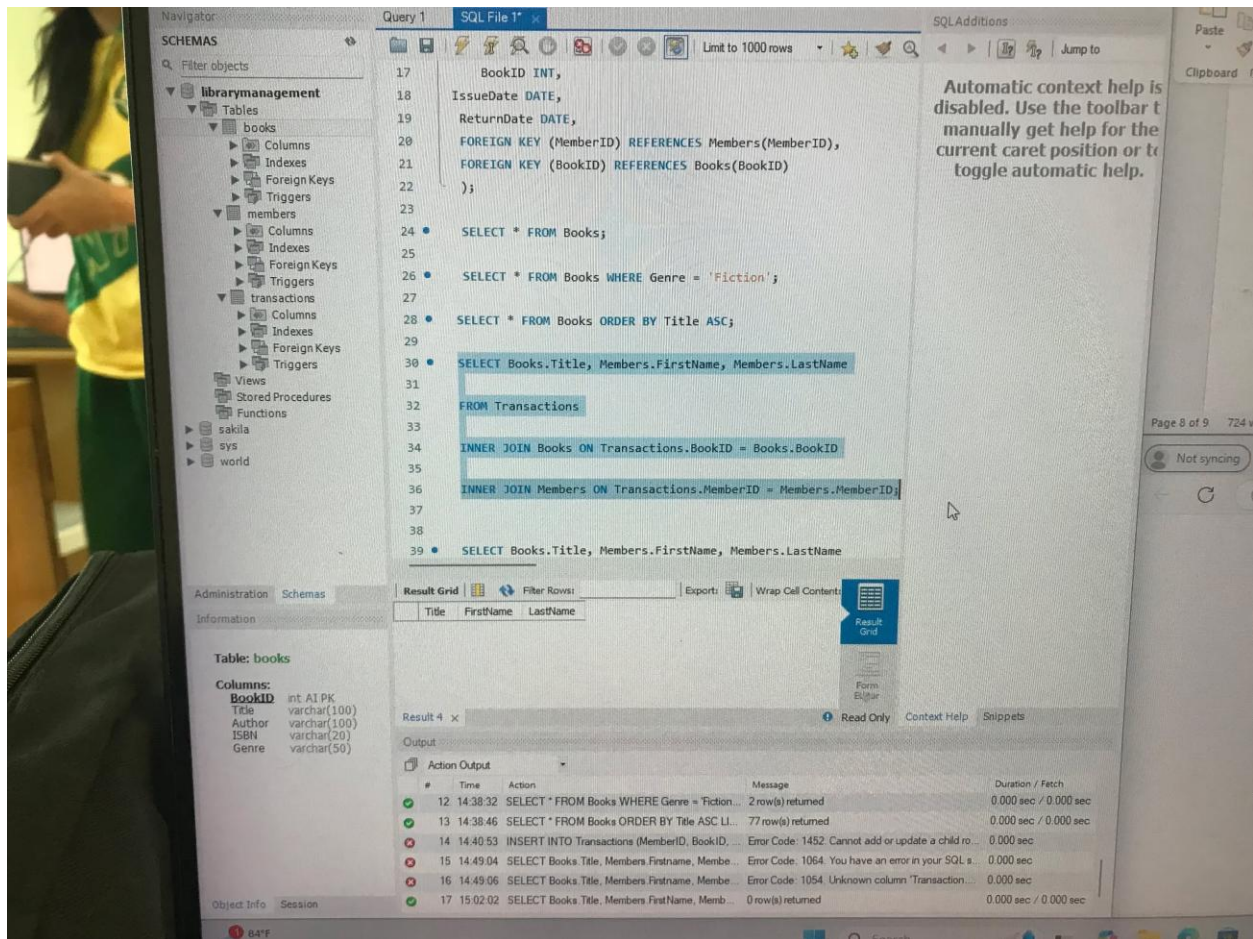 Navigator
SCHEMAS
Filter objects
librarymanagement
Tables
books
Columns
Indexes
Foreign Keys
Triggers
members
Columns
Indexes
Foreign Keys
Triggers
transactions
Columns
Indexes
Foreign Keys
Triggers
Views
Stored Procedures
Functions
sakila
sys
world
Administration Schemas
Information
Table: books
Columns:
BookID int AI PK
Title varchar(100)
Author varchar(100)
ISBN varchar(20)
Genre varchar(50)
Object Info Session
Query 1 SQL File 1*
Limit to 1000 rows
17 BookID INT,
18 IssueDate DATE,
19 ReturnDate DATE,
20 FOREIGN KEY (MemberID) REFERENCES Members(MemberID),
21 FOREIGN KEY (BookID) REFERENCES Books(BookID)
22 );
23
24 SELECT * FROM Books;
25
26 SELECT * FROM Books WHERE Genre = 'Fiction';
27
28 SELECT * FROM Books ORDER BY Title ASC;
29
30 SELECT Books.Title, Members.FirstName, Members.LastName
31
32 FROM Transactions
33
34 INNER JOIN Books ON Transactions.BookID = Books.BookID
35
36 INNER JOIN Members ON Transactions.MemberID = Members.MemberID;
37
38
39 SELECT Books.Title, Members.FirstName, Members.LastName
Result Grid Filter Rows: Export: Wrap Cell Content:
Title FirstName LastName
Result Grid
Form Editor
Result 4 Read Only Context Help Snippets
Output
Action Output
# Time Action Message Duration / Fetch
12 14:38:32 SELECT * FROM Books WHERE Genre = 'Fiction... 2 row(s) returned 0.000 sec / 0.000 sec
13 14:38:46 SELECT * FROM Books ORDER BY Title ASC LI... 77 row(s) returned 0.000 sec / 0.000 sec
14 14:40:53 INSERT INTO Transactions (MemberID, BookID, ... Error Code: 1452. Cannot add or update a child ro... 0.000 sec
15 14:49:04 SELECT Books.Title, Members.Firstname, Membe... Error Code: 1064. You have an error in your SQL s... 0.000 sec
16 14:49:06 SELECT Books.Title, Members.Firstname, Membe... Error Code: 1054. Unknown column 'Transaction... 0.000 sec
17 15:02:02 SELECT Books.Title, Members.FirstName, Memb... 0 row(s) returned 0.000 sec / 0.000 sec
SQLAdditions
Jump to
Automatic context help is
disabled. Use the toolbar t
manually get help for the
current caret position or to
toggle automatic help.
Paste
Clipboard
Page 8 of 9 724 w
Not syncing
1 84°F
Search